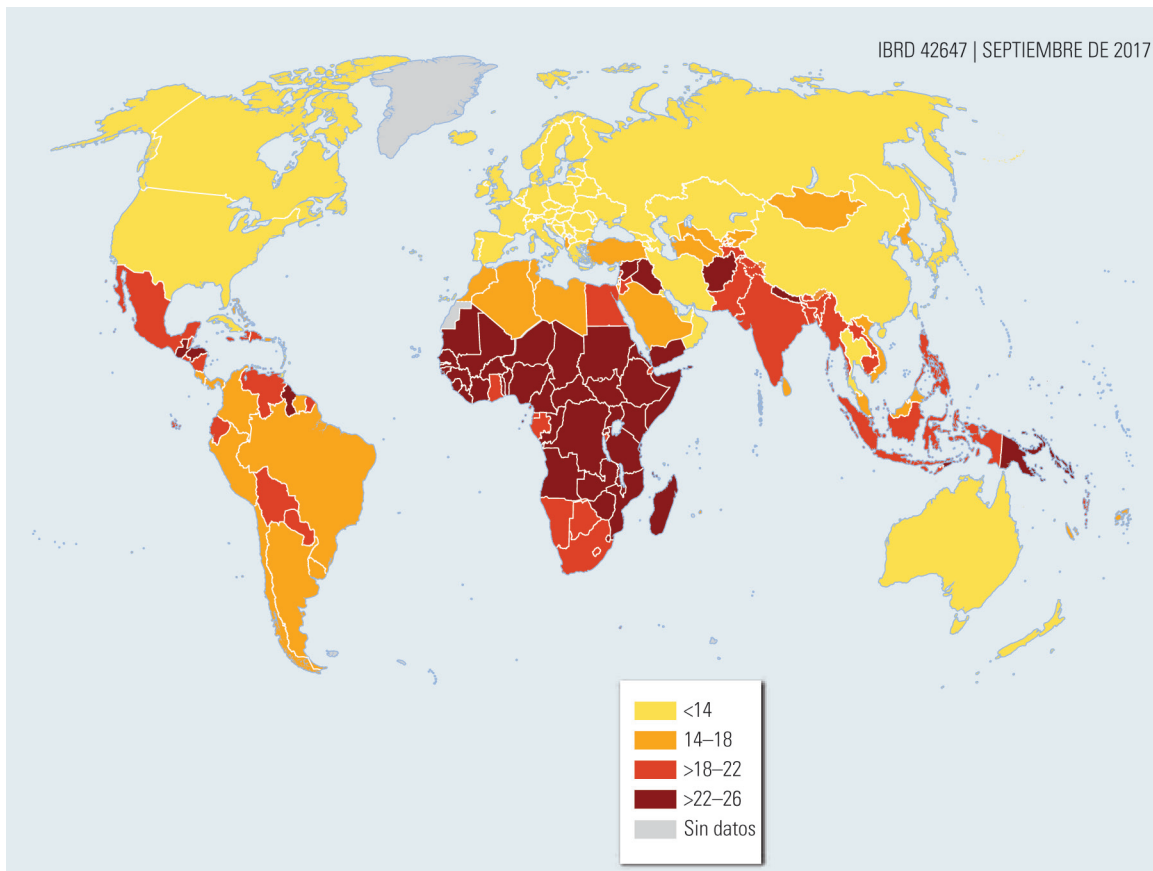 IBRD 42647 | SEPTIEMBRE DE 2017
<14
14–18
>18–22
>22–26
Sin datos